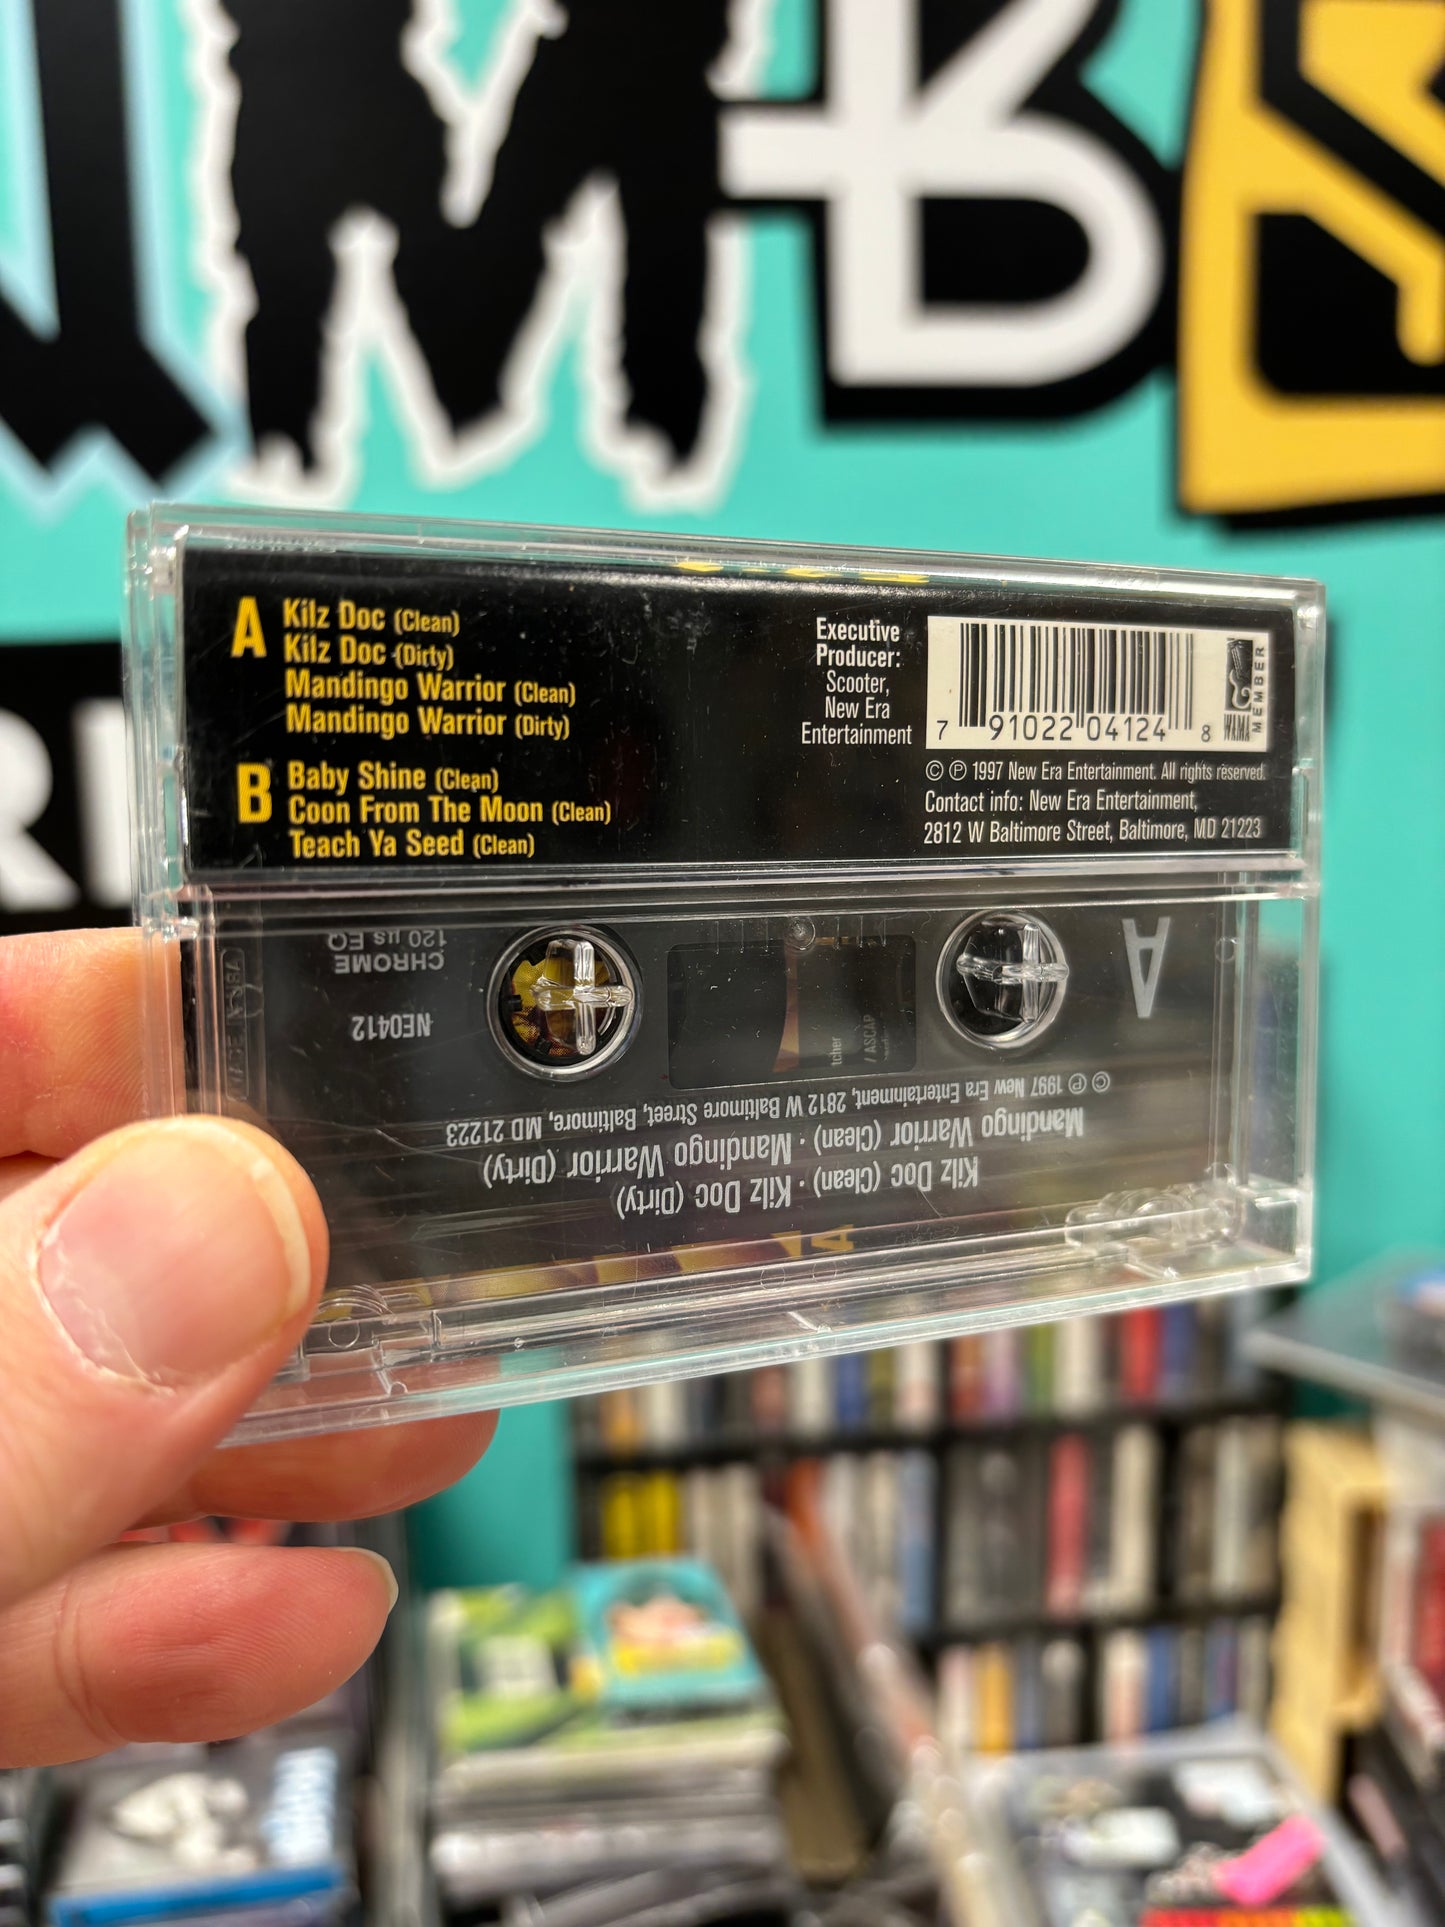 A
Kilz Doc (Clean)
Kilz Doc (Dirty)
Mandingo Warrior (Clean)
Mandingo Warrior (Dirty)
B
Baby Shine (Clean)
Coon From The Moon (Clean)
Teach Ya Seed (Clean)
Executive
Producer:
Scooter,
New Era
Entertainment
7 91022 04124 8
MEMBER
© ℗ 1997 New Era Entertainment. All rights reserved.
Contact info: New Era Entertainment,
2812 W Baltimore Street, Baltimore, MD 21223
A
120 µs EQ
CHROME
NE0412
tcher
/ ASCAP
© ℗ 1997 New Era Entertainment, 2812 W Baltimore Street, Baltimore, MD 21223
Mandingo Warrior (Clean) · Mandingo Warrior (Dirty)
Kilz Doc (Clean) · Kilz Doc (Dirty)
A